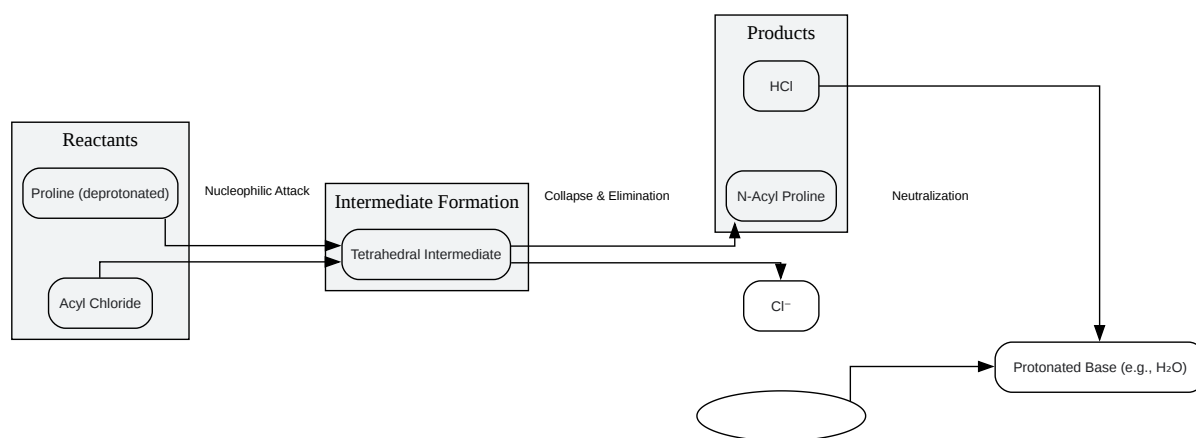 Reactants
Proline (deprotonated)
Acyl Chloride
Nucleophilic Attack
Intermediate Formation
Tetrahedral Intermediate
Collapse & Elimination
Products
HCl
N-Acyl Proline
Cl⁻
Neutralization
Protonated Base (e.g., H₂O)